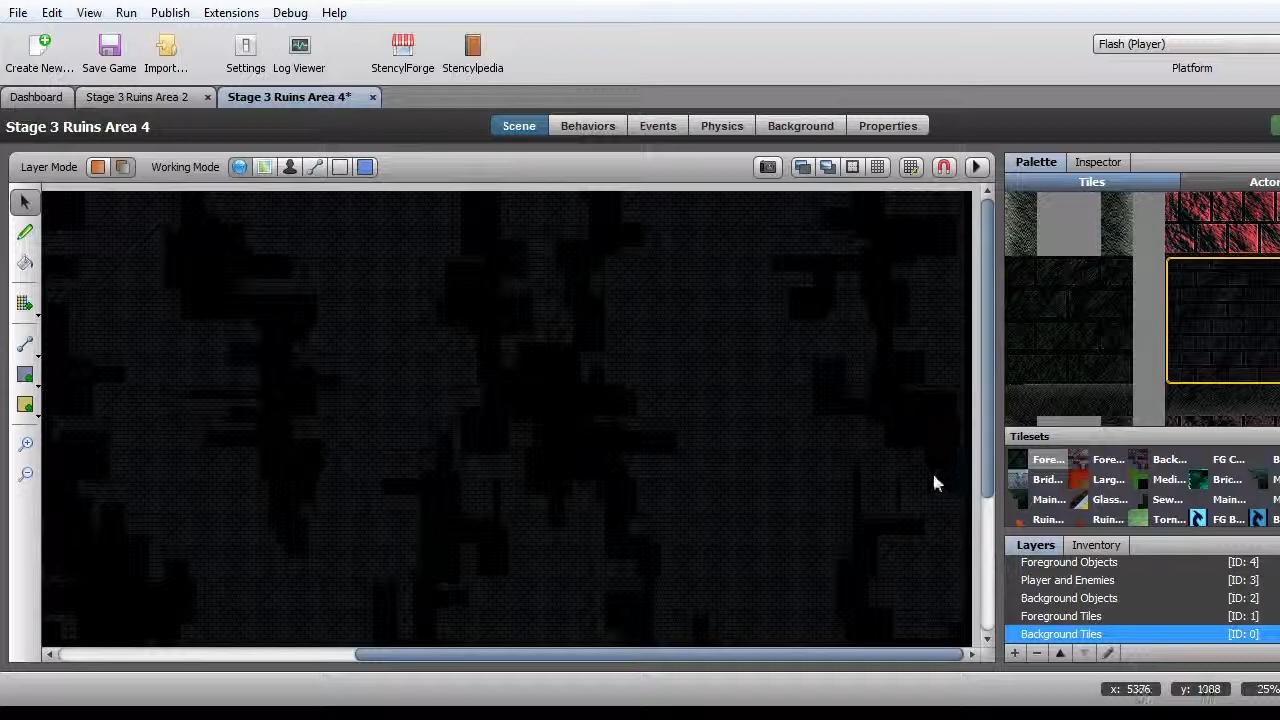 File Edit View Run Publish Extensions Debug Help
Create New... Save Game Import... Settings Log Viewer StencylForge Stencylpedia
Flash (Player)
Platform
Dashboard Stage 3 Ruins Area 2 Stage 3 Ruins Area 4*
Stage 3 Ruins Area 4
Scene Behaviors Events Physics Background Properties
Layer Mode Working Mode
Palette Inspector
Tiles Actor
Tilesets
Fore... Fore... Back... FG C...
Brid... Larg... Medi... Bric...
Main... Glass... Sew... Main...
Ruin... Ruin... Torn... FG B...
Layers Inventory
Foreground Objects [ID: 4]
Player and Enemies [ID: 3]
Background Objects [ID: 2]
Foreground Tiles [ID: 1]
Background Tiles [ID: 0]
x: 5376 y: 1088 25%